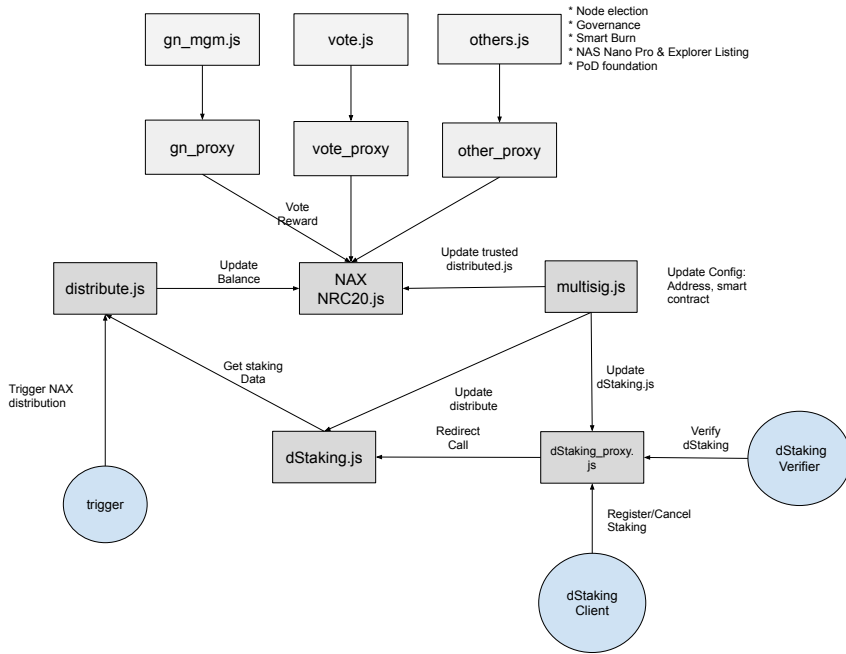 * Node election
* Governance
* Smart Burn
* NAS Nano Pro & Explorer Listing
* PoD foundation
gn_mgm.js
vote.js
others.js
gn_proxy
vote_proxy
other_proxy
Vote
Reward
Update trusted
distributed.js
Update
Balance
distribute.js
NAX
NRC20.js
multisig.js
Update Config:
Address, smart
contract
Get staking
Data
Trigger NAX
distribution
Update
dStaking.js
Update
distribute
Redirect
Call
Verify
dStaking
dStaking.js
dStaking_proxy.
js
dStaking
Verifier
trigger
Register/Cancel
Staking
dStaking
Client